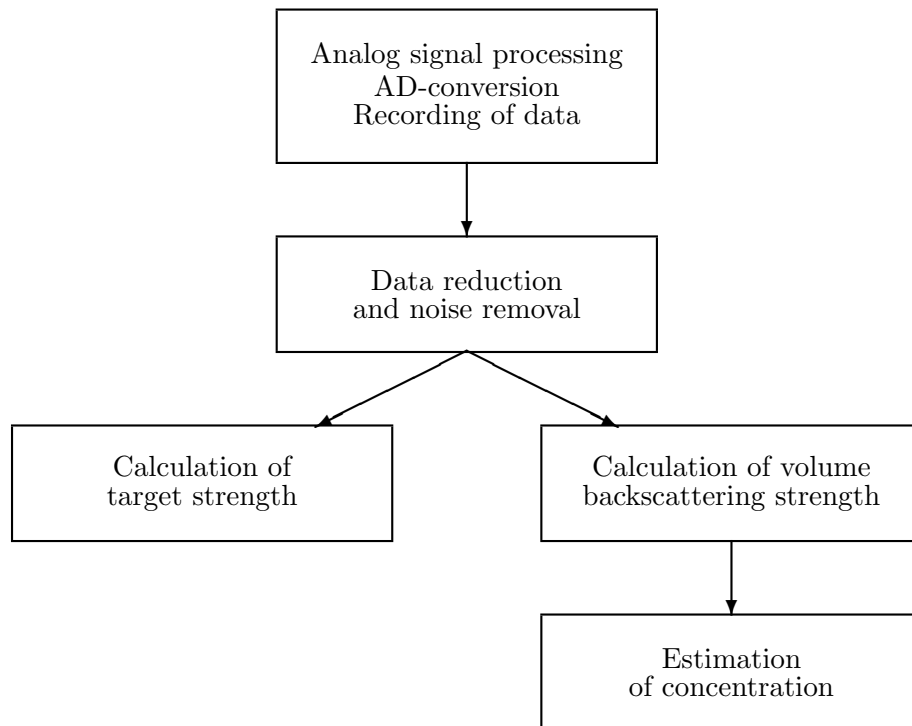 Analog signal processing
AD-conversion
Recording of data
Data reduction
and noise removal
Calculation of
target strength
Calculation of volume
backscattering strength
Estimation
of concentration